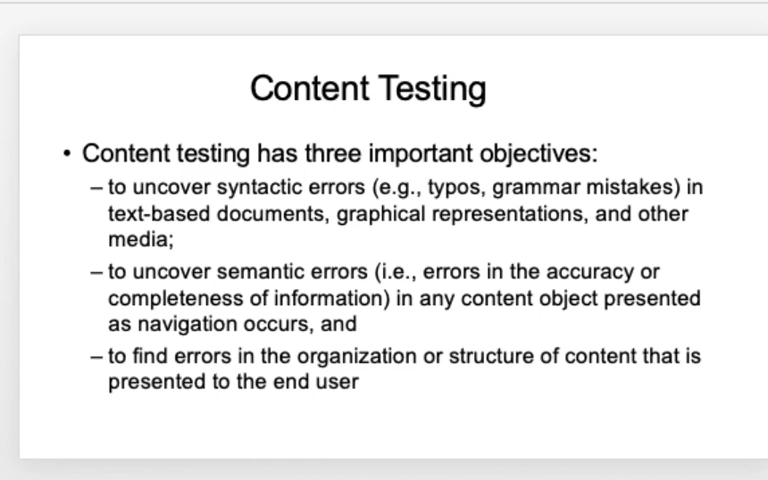 Content Testing
• Content testing has three important objectives:
– to uncover syntactic errors (e.g., typos, grammar mistakes) in
text-based documents, graphical representations, and other
media;
– to uncover semantic errors (i.e., errors in the accuracy or
completeness of information) in any content object presented
as navigation occurs, and
– to find errors in the organization or structure of content that is
presented to the end user